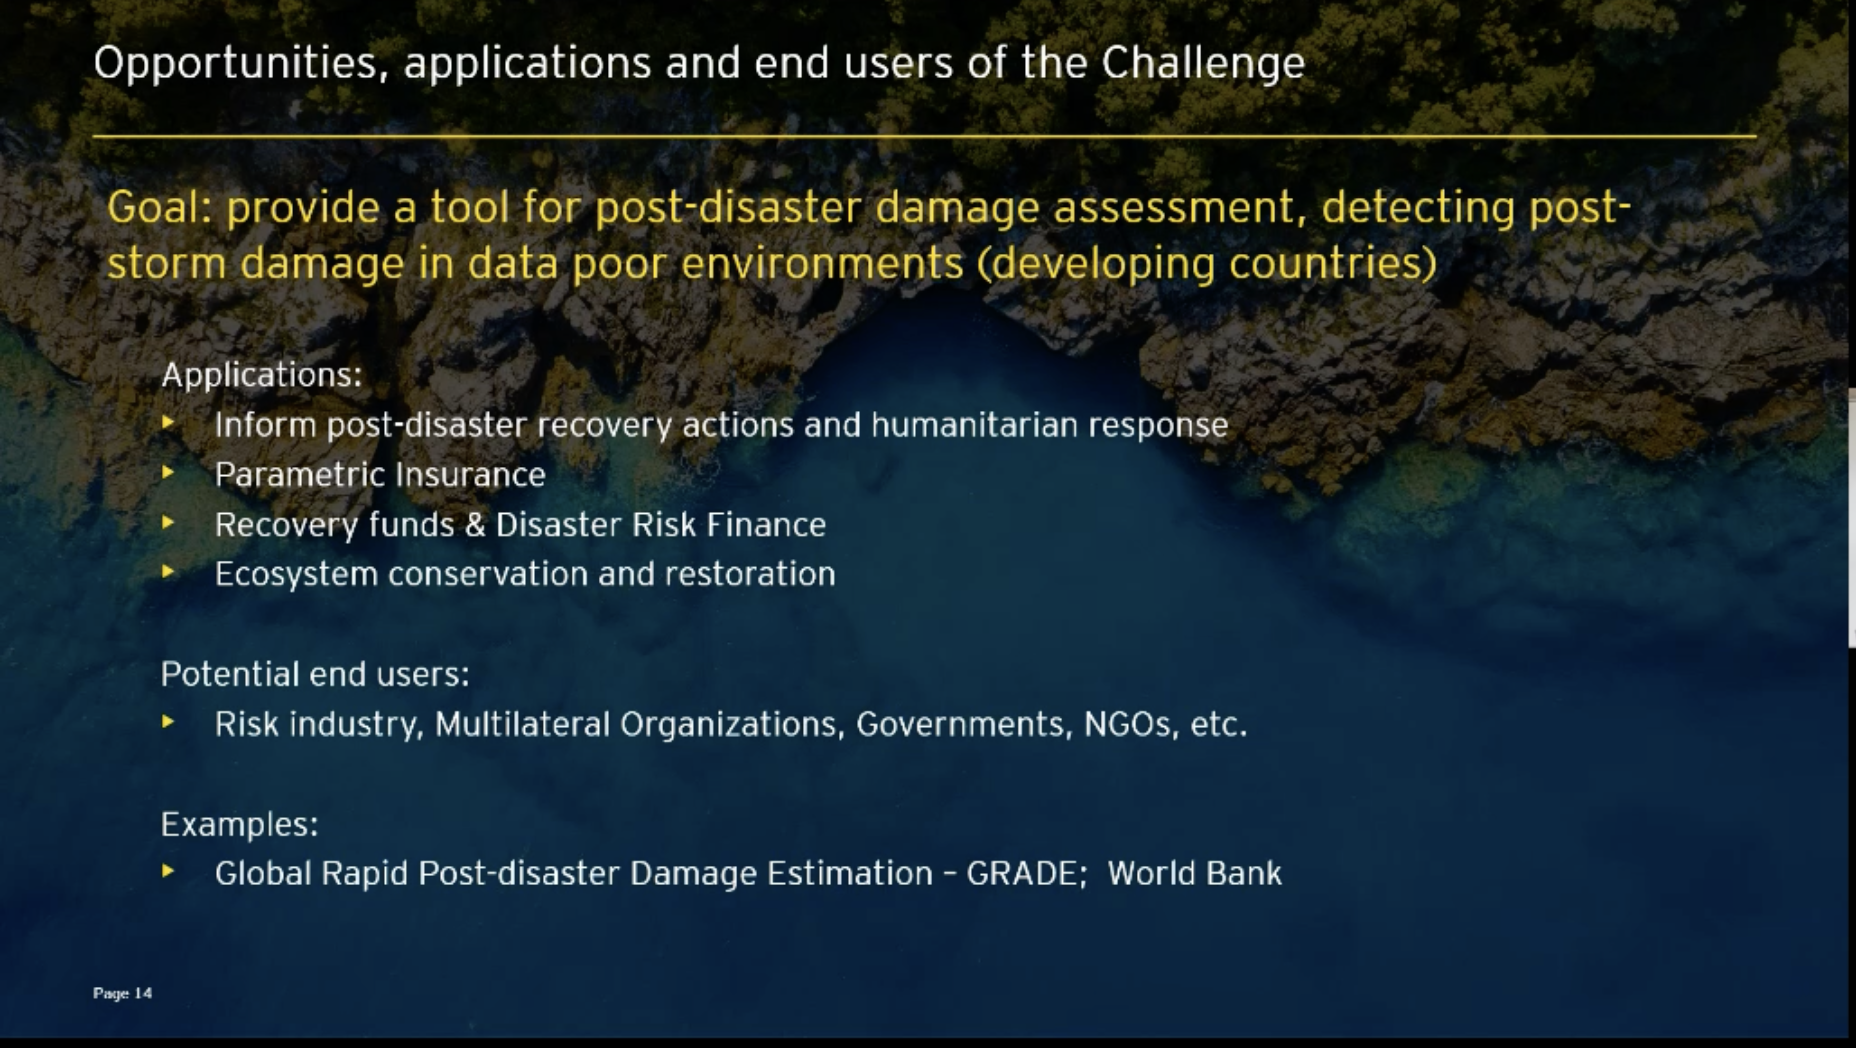 Opportunities, applications and end users of the Challenge
Goal: provide a tool for post-disaster damage assessment, detecting post-
storm damage in data poor environments (developing countries)
Applications:
▸ Inform post-disaster recovery actions and humanitarian response
▸ Parametric Insurance
▸ Recovery funds & Disaster Risk Finance
▸ Ecosystem conservation and restoration
Potential end users:
▸ Risk industry, Multilateral Organizations, Governments, NGOs, etc.
Examples:
▸ Global Rapid Post-disaster Damage Estimation – GRADE;  World Bank
Page 14